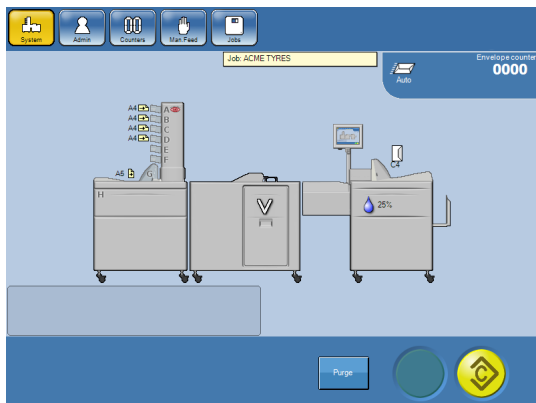 System
Admin
Counters
Man.Feed
Jobs
Job: ACME TYRES
Envelope counter
0000
Auto
A4 A
A4 B
A4 C
A4 D
E
F
A5 G
H
C4
25%
Purge
C